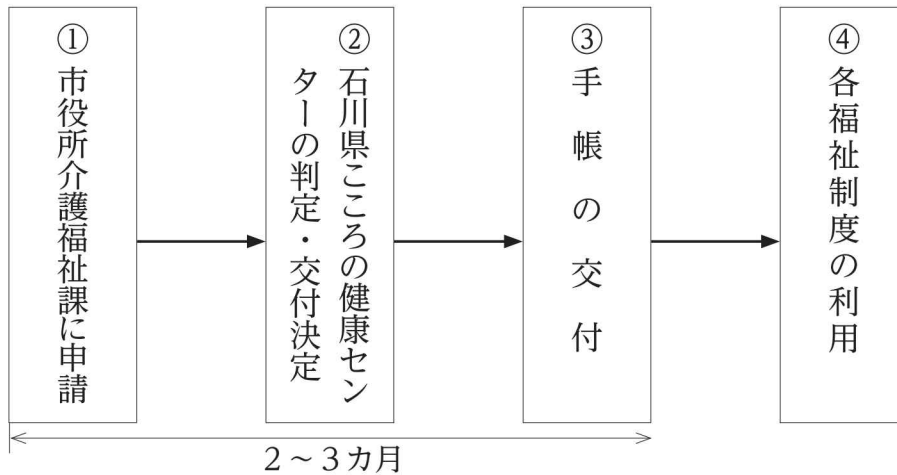 ①市役所介護福祉課に申請
②石川県こころの健康セン
ターの判定・交付決定
③手帳の交付
④各福祉制度の利用
2～3カ月